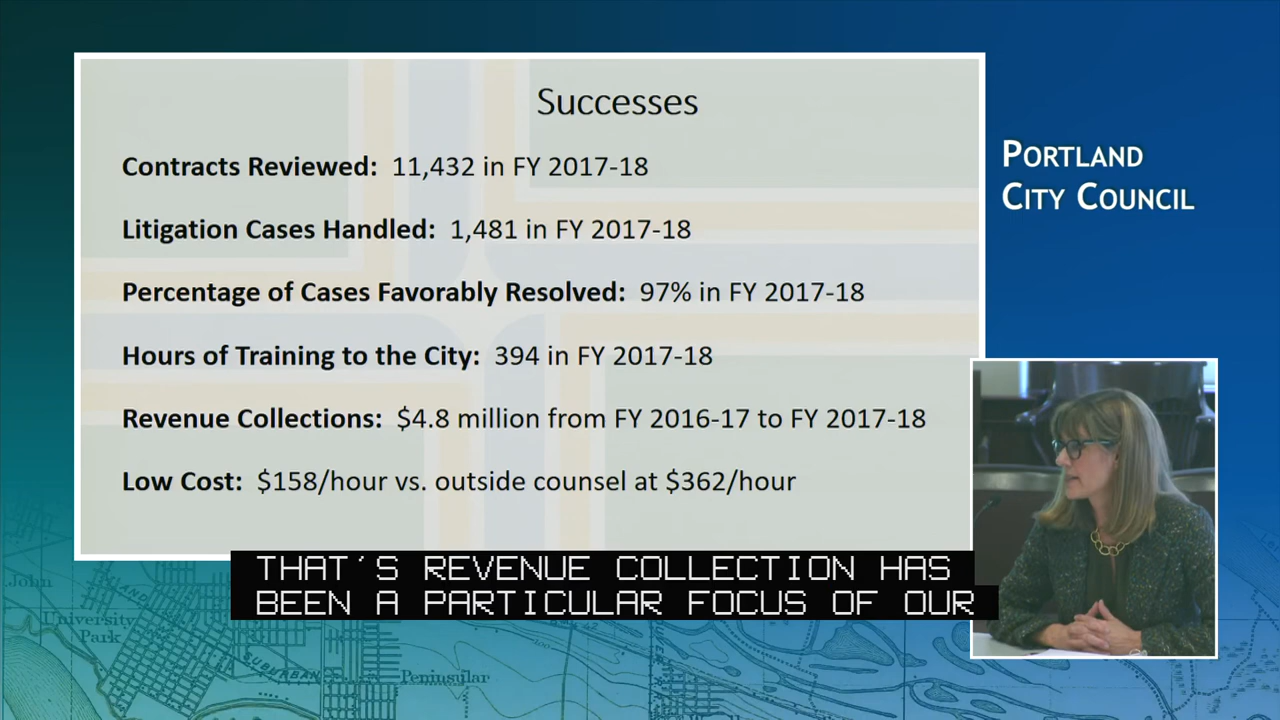 Successes
Contracts Reviewed: 11,432 in FY 2017-18
Litigation Cases Handled: 1,481 in FY 2017-18
Percentage of Cases Favorably Resolved: 97% in FY 2017-18
Hours of Training to the City: 394 in FY 2017-18
Revenue Collections: $4.8 million from FY 2016-17 to FY 2017-18
Low Cost: $158/hour vs. outside counsel at $362/hour
PORTLAND
CITY COUNCIL
THAT'S REVENUE COLLECTION HAS
BEEN A PARTICULAR FOCUS OF OUR
John
University
Park
SUBURBAN
Peninsular